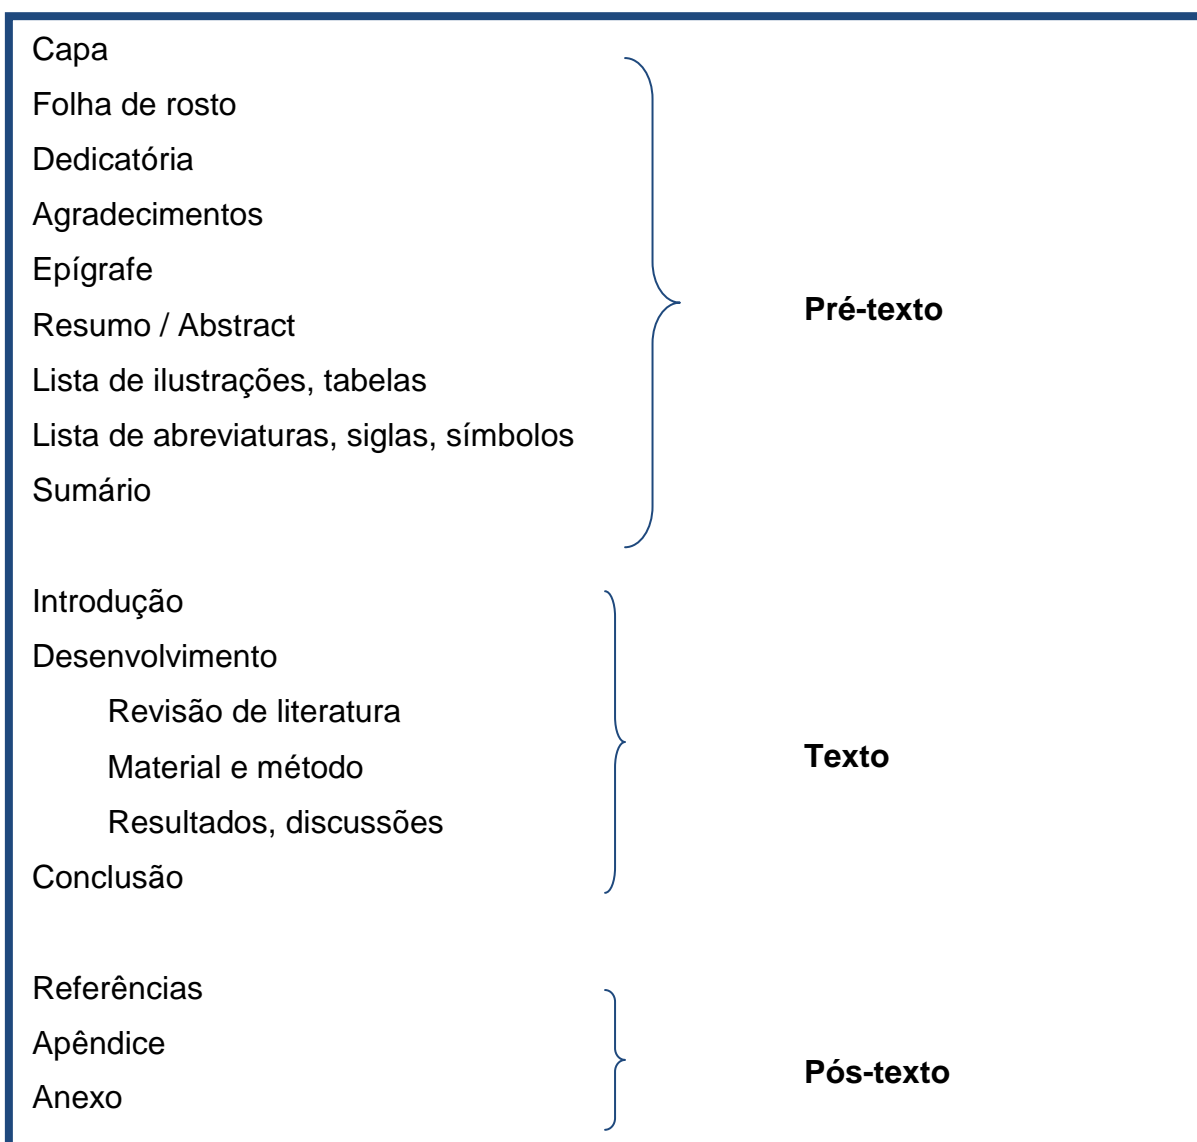 Capa
Folha de rosto
Dedicatória
Agradecimentos
Epígrafe
Resumo / Abstract
Lista de ilustrações, tabelas
Lista de abreviaturas, siglas, símbolos
Sumário
Pré-texto
Introdução
Desenvolvimento
Revisão de literatura
Material e método
Resultados, discussões
Conclusão
Texto
Referências
Apêndice
Anexo
Pós-texto